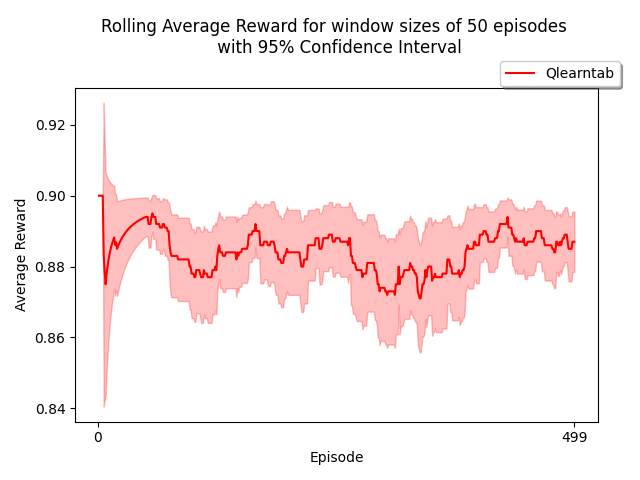 Rolling Average Reward for window sizes of 50 episodes
with 95% Confidence Interval
Qlearntab
0.92
0.90
0.88
0.86
0.84
Average Reward
0
499
Episode